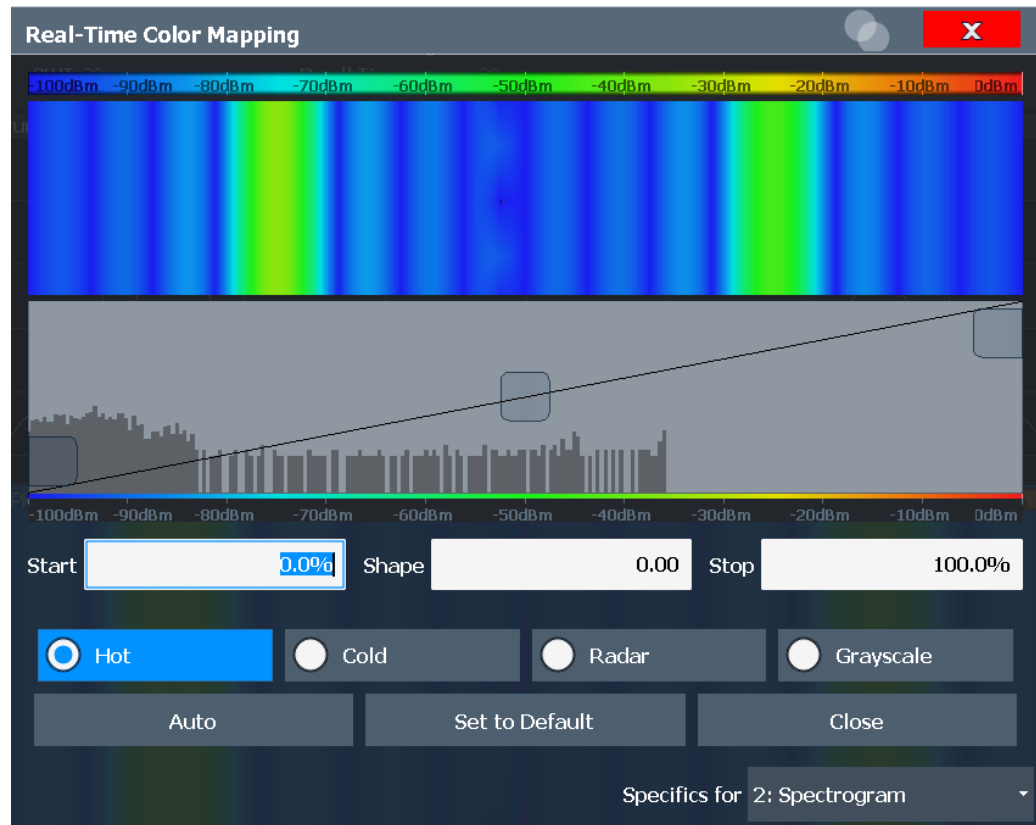 Real-Time Color Mapping
X
-100dBm -90dBm -80dBm -70dBm -60dBm -50dBm -40dBm -30dBm -20dBm -10dBm 0dBm
-100dBm -90dBm -80dBm -70dBm -60dBm -50dBm -40dBm -30dBm -20dBm -10dBm 0dBm
Start 0.0% Shape 0.00 Stop 100.0%
Hot Cold Radar Grayscale
Auto Set to Default Close
Specifics for 2: Spectrogram